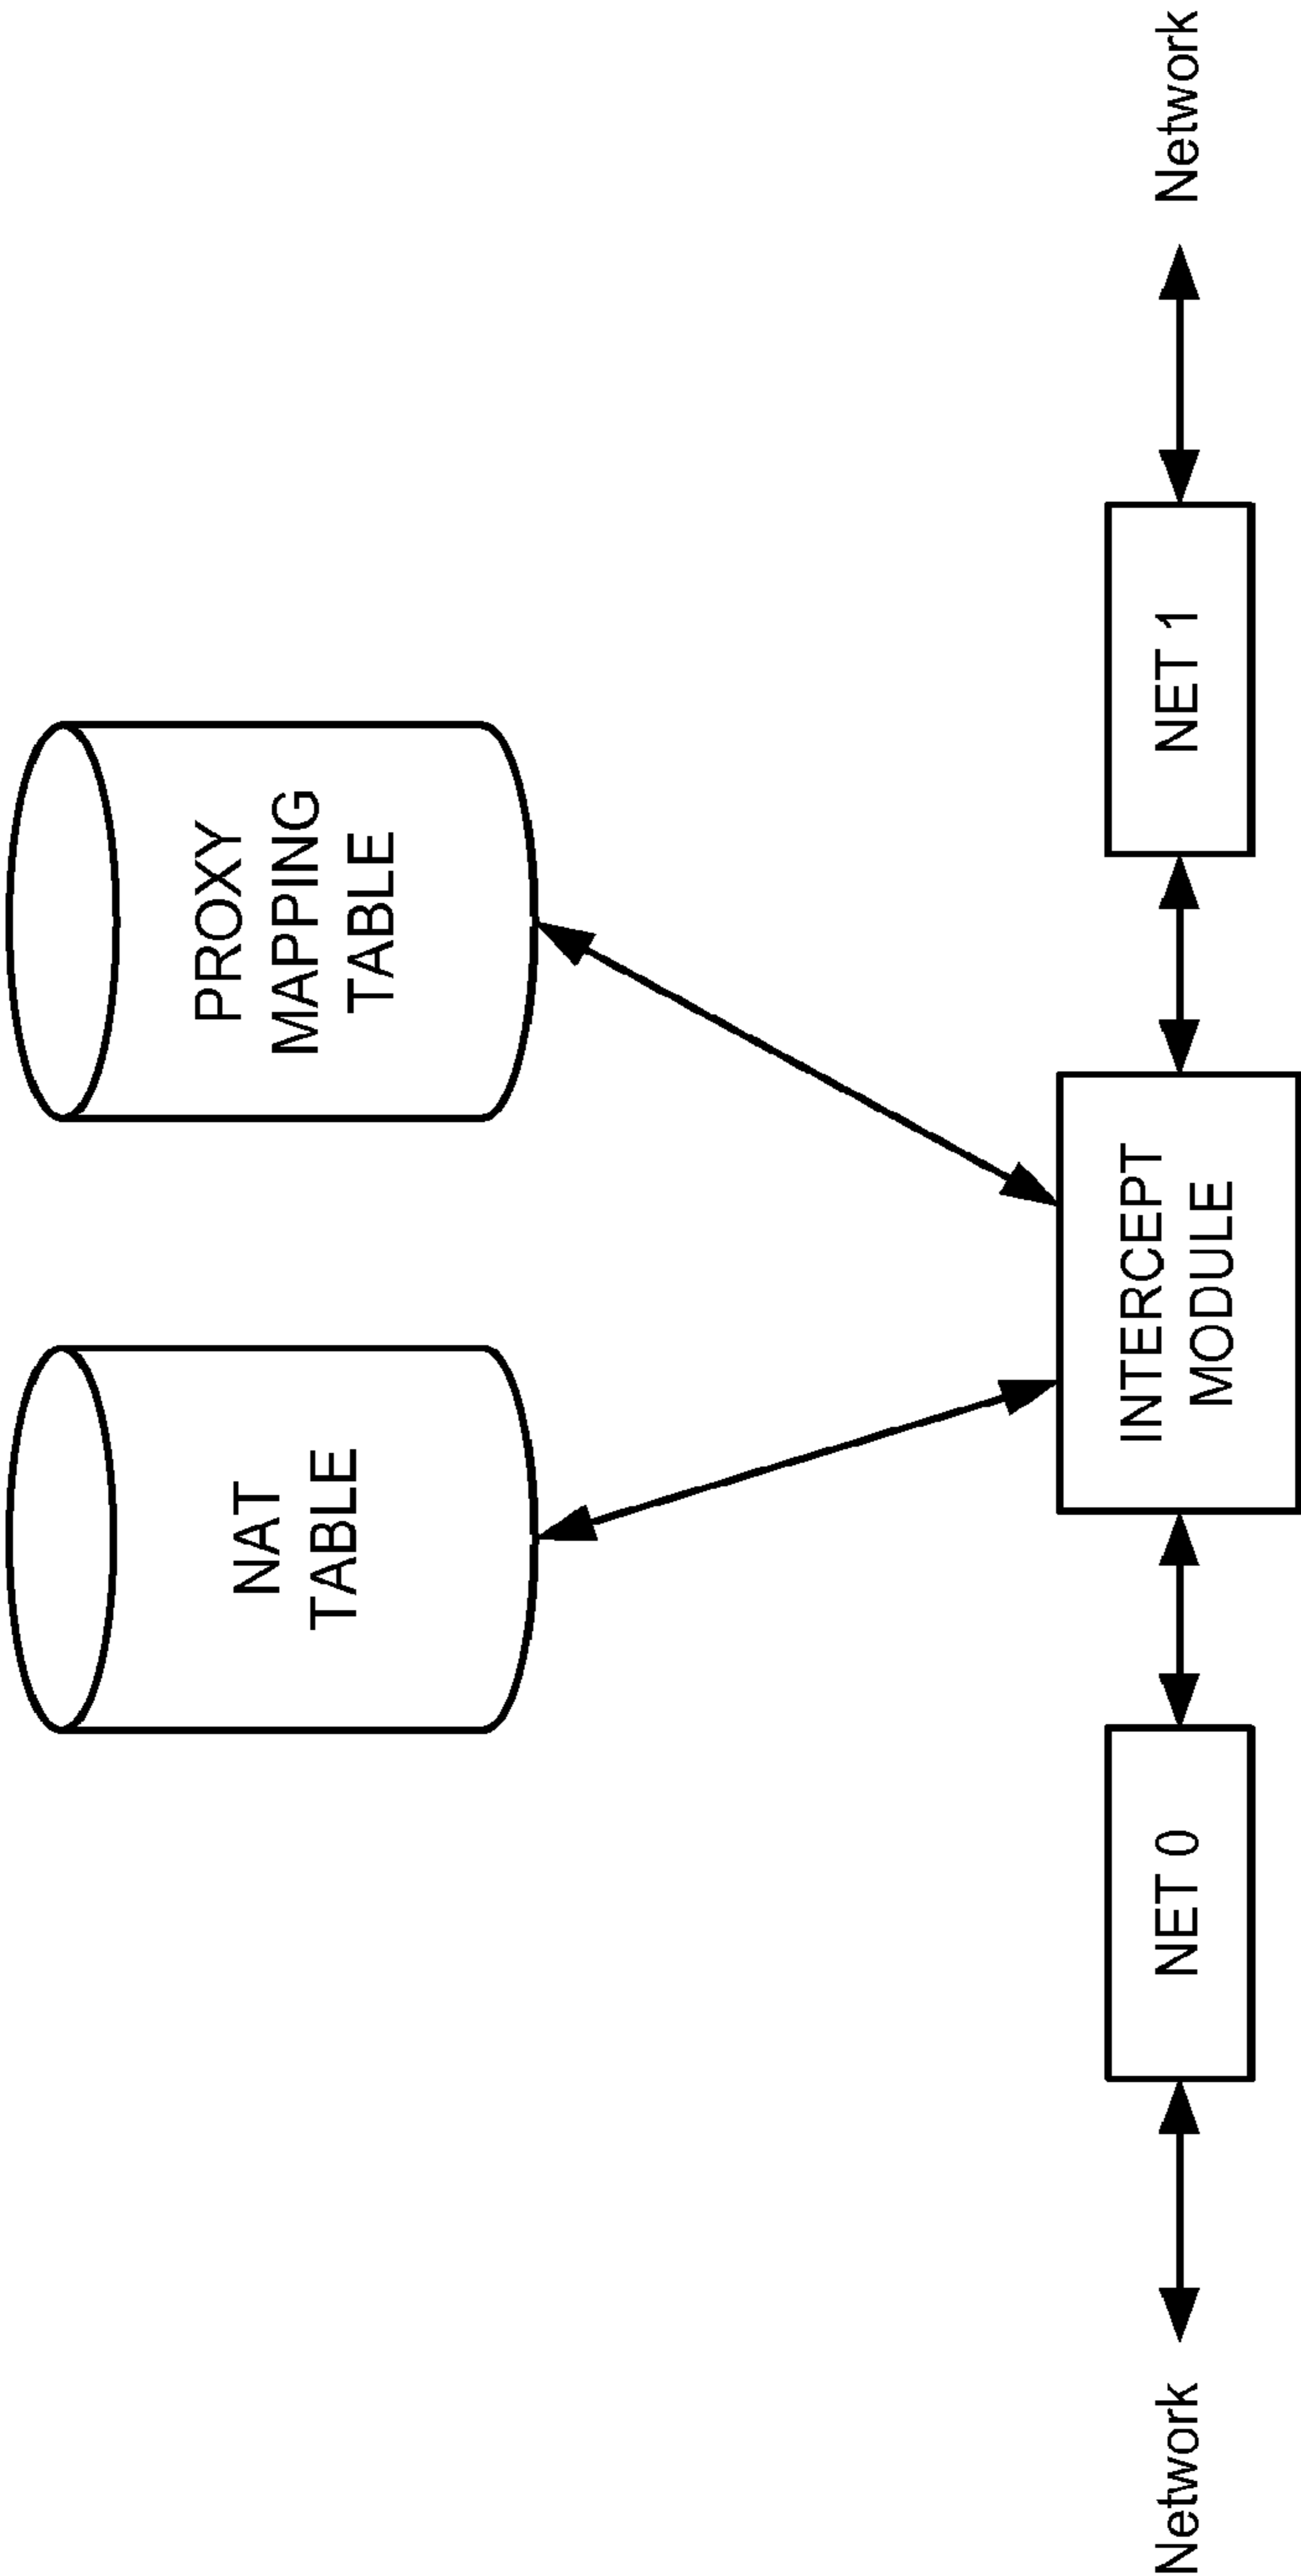 NAT
TABLE
PROXY
MAPPING
TABLE
Network
NET 0
INTERCEPT
MODULE
NET 1
Network